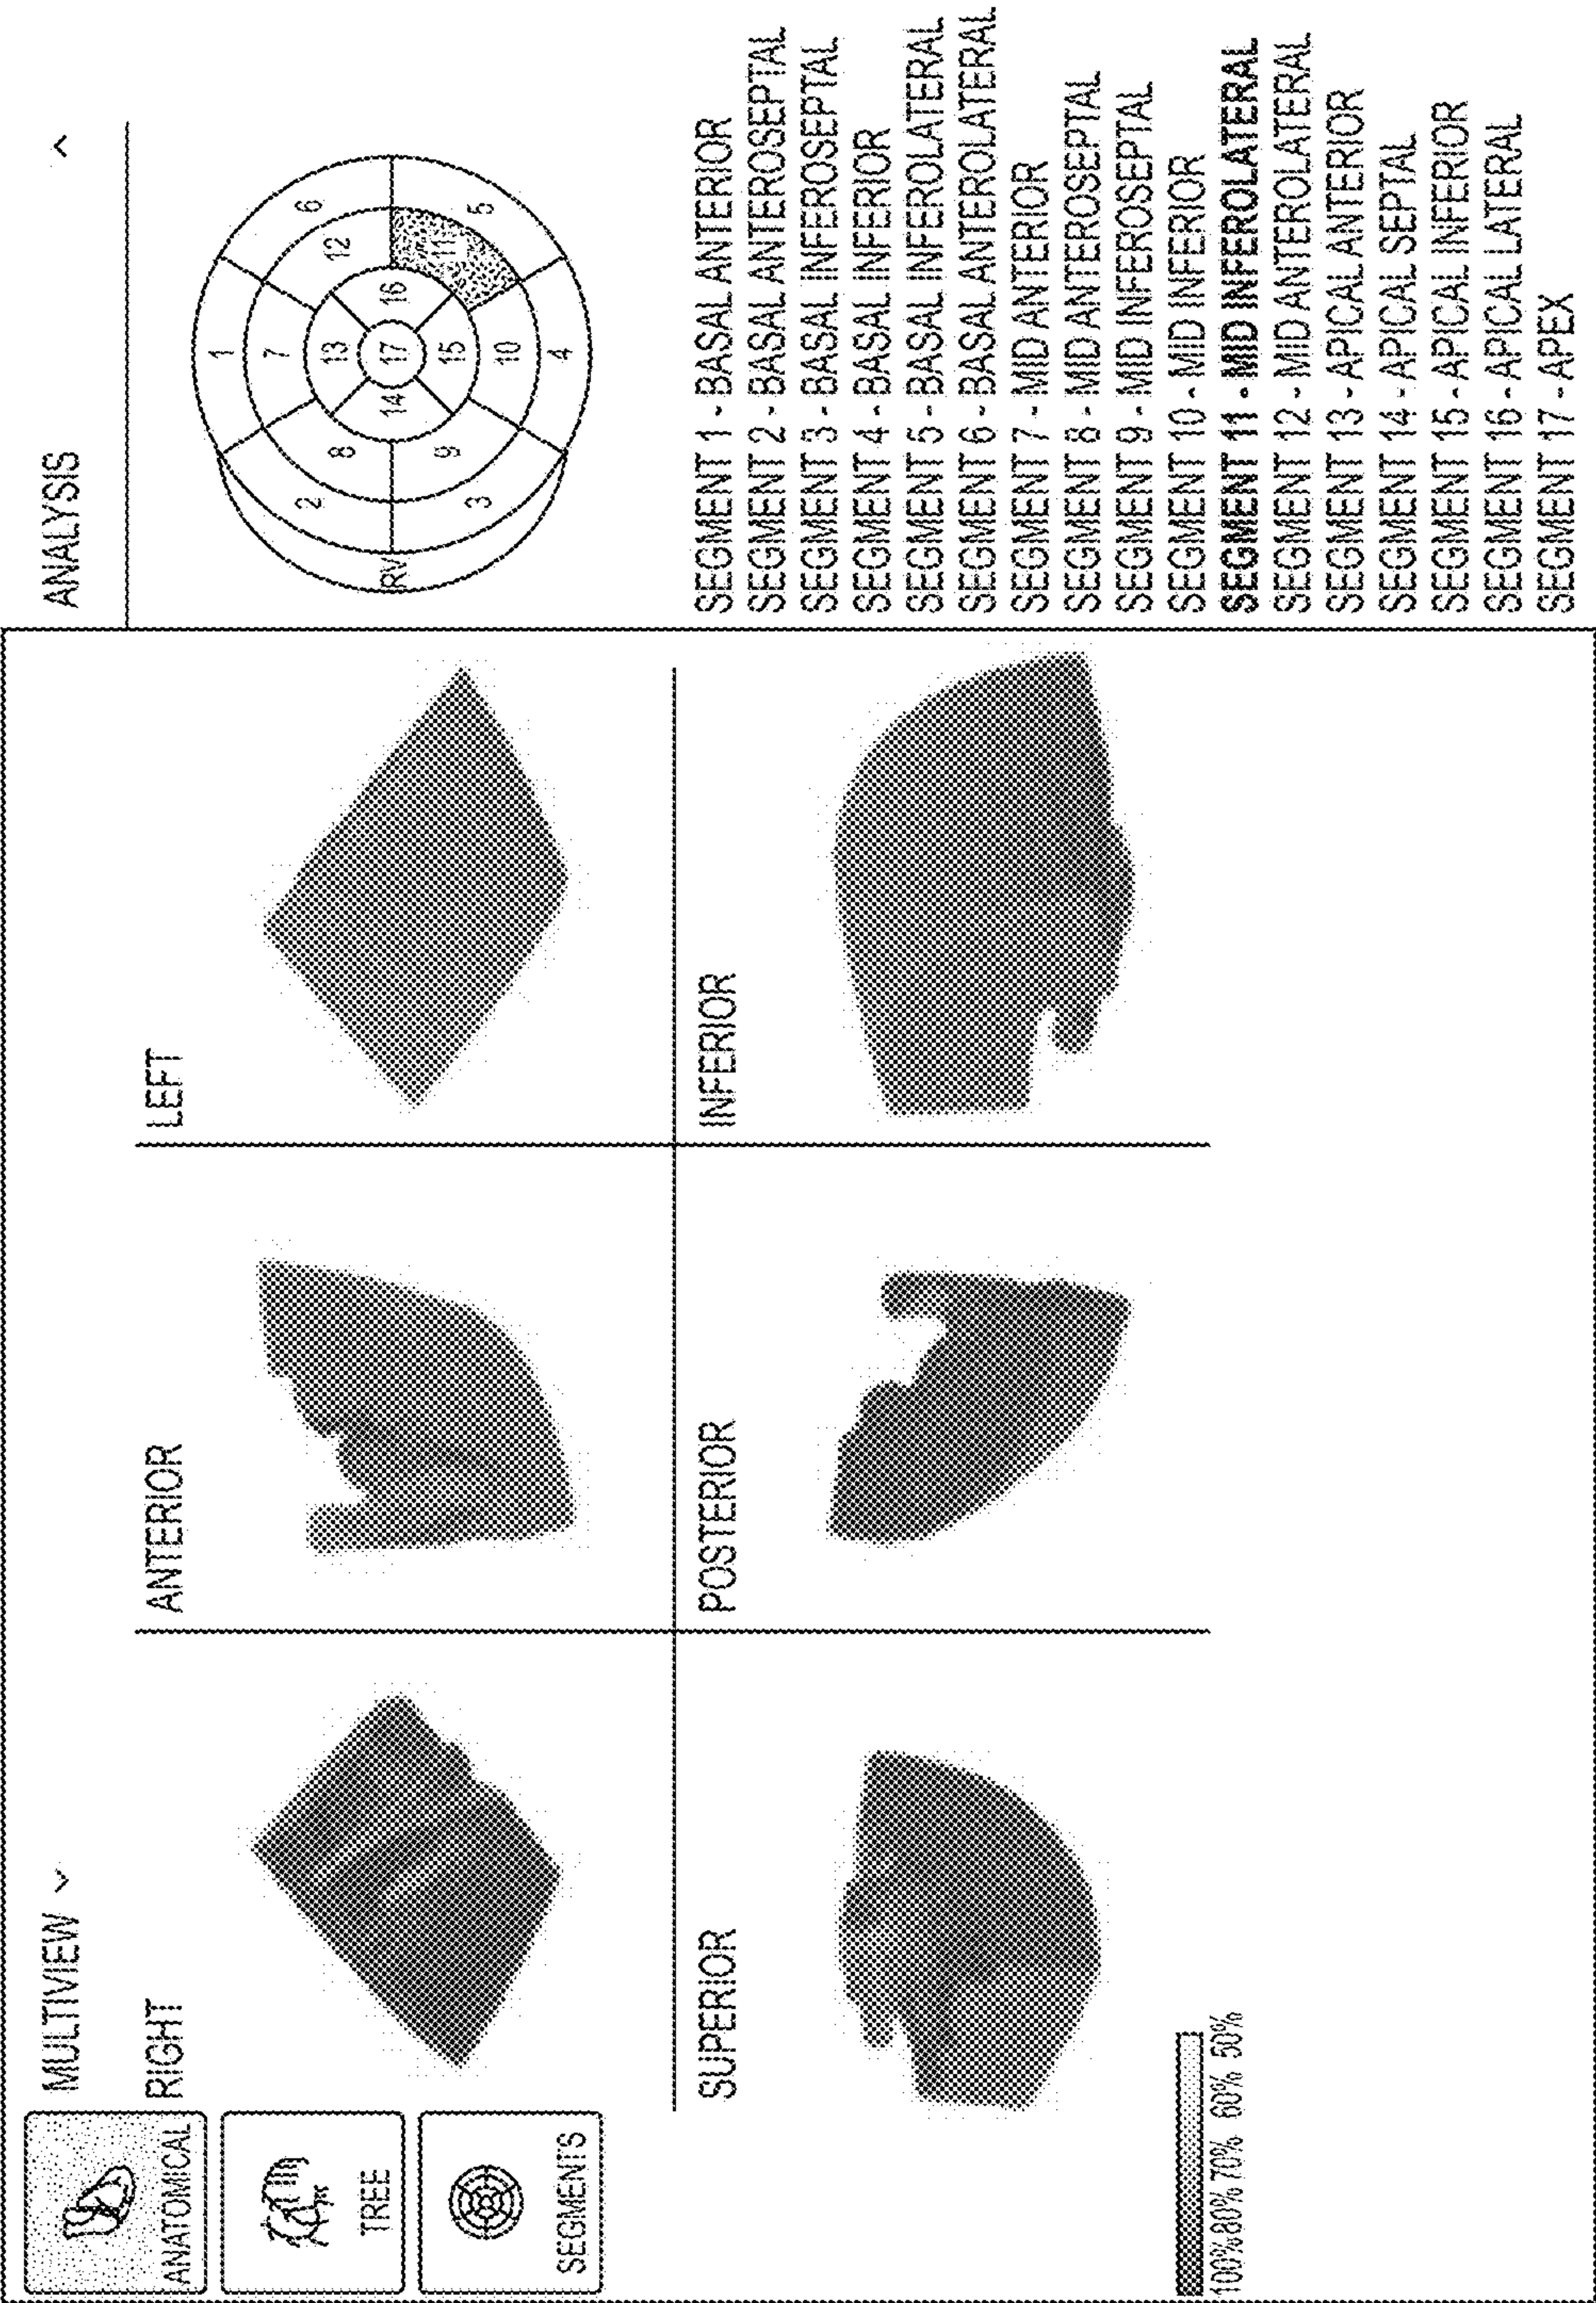 ANATOMICAL
TREE
SEGMENTS
MULTIVIEW
RIGHT
ANTERIOR
LEFT
SUPERIOR
POSTERIOR
INFERIOR
100% 80% 70% 60% 50%
ANALYSIS
1
6
2
7
12
8
13
RV
14
17
16
11
9
15
5
3
10
4
SEGMENT 1 - BASAL ANTERIOR
SEGMENT 2 - BASAL ANTEROSEPTAL
SEGMENT 3 - BASAL INFEROSEPTAL
SEGMENT 4 - BASAL INFERIOR
SEGMENT 5 - BASAL INFEROLATERAL
SEGMENT 6 - BASAL ANTEROLATERAL
SEGMENT 7 - MID ANTERIOR
SEGMENT 8 - MID ANTEROSEPTAL
SEGMENT 9 - MID INFEROSEPTAL
SEGMENT 10 - MID INFERIOR
SEGMENT 11 - MID INFEROLATERAL
SEGMENT 12 - MID ANTEROLATERAL
SEGMENT 13 - APICAL ANTERIOR
SEGMENT 14 - APICAL SEPTAL
SEGMENT 15 - APICAL INFERIOR
SEGMENT 16 - APICAL LATERAL
SEGMENT 17 - APEX